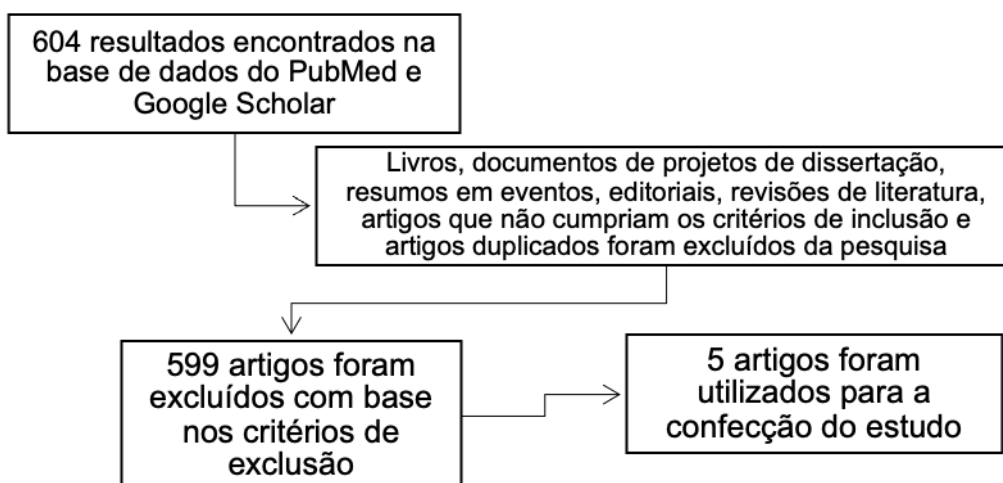 604 resultados encontrados na
base de dados do PubMed e
Google Scholar
Livros, documentos de projetos de dissertação,
resumos em eventos, editoriais, revisões de literatura,
artigos que não cumpriam os critérios de inclusão e
artigos duplicados foram excluídos da pesquisa
599 artigos foram
excluídos com base
nos critérios de
exclusão
5 artigos foram
utilizados para a
confecção do estudo